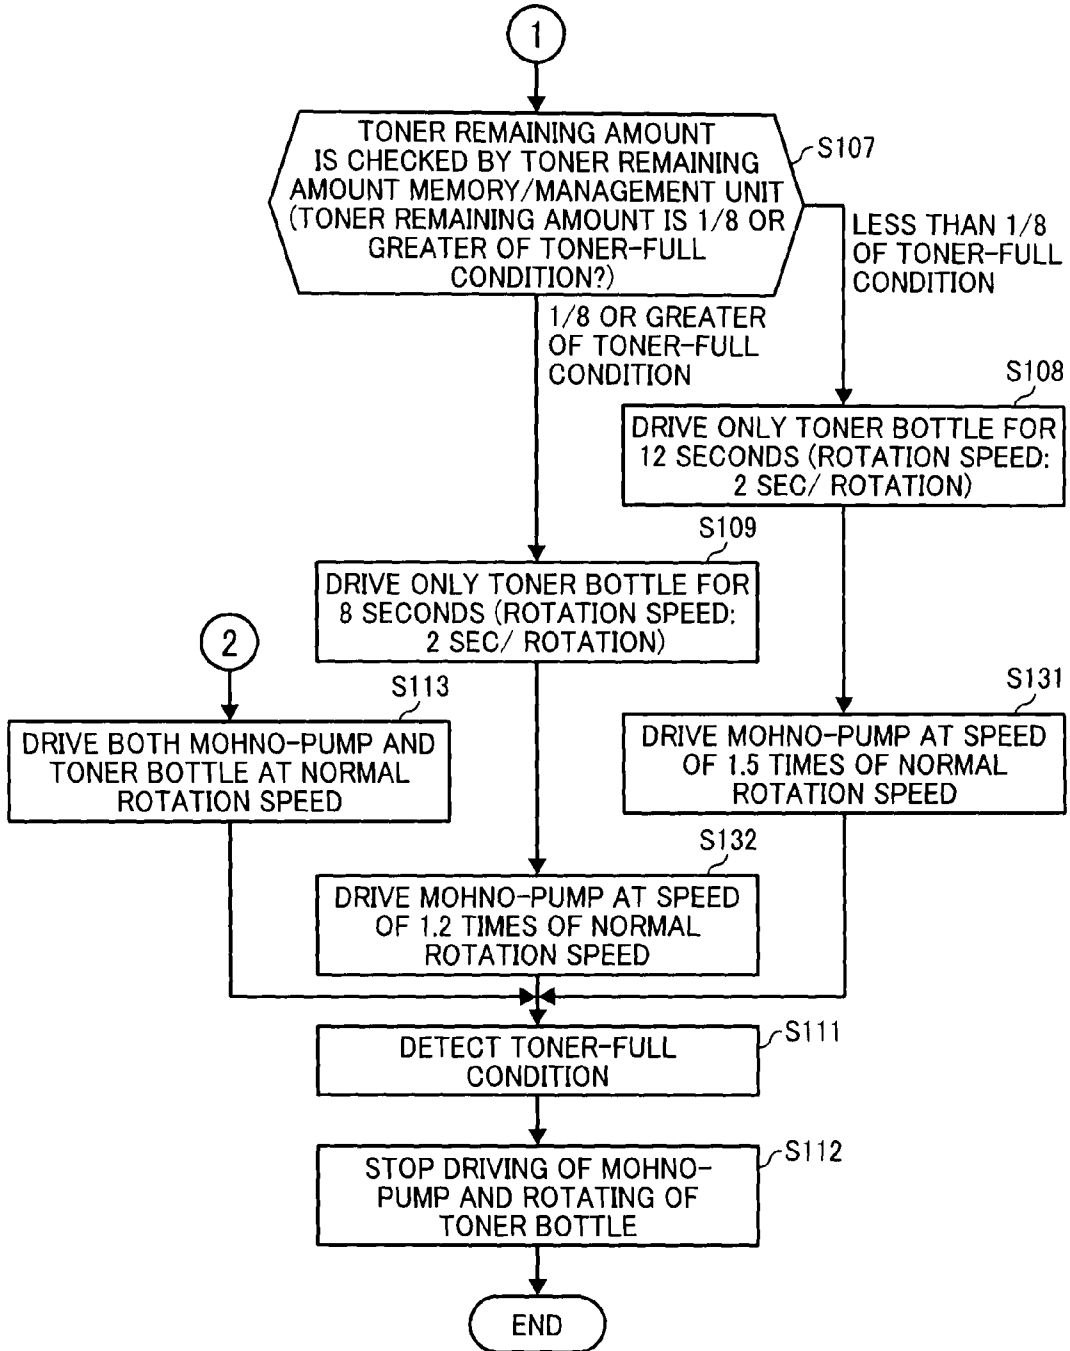 1
TONER REMAINING AMOUNT
IS CHECKED BY TONER REMAINING
AMOUNT MEMORY/MANAGEMENT UNIT
(TONER REMAINING AMOUNT IS 1/8 OR
GREATER OF TONER-FULL
CONDITION?)
S107
LESS THAN 1/8
OF TONER-FULL
CONDITION
1/8 OR GREATER
OF TONER-FULL
CONDITION
S108
DRIVE ONLY TONER BOTTLE FOR
12 SECONDS (ROTATION SPEED:
2 SEC/ ROTATION)
S109
DRIVE ONLY TONER BOTTLE FOR
8 SECONDS (ROTATION SPEED:
2 SEC/ ROTATION)
2
S113
DRIVE BOTH MOHNO-PUMP AND
TONER BOTTLE AT NORMAL
ROTATION SPEED
S131
DRIVE MOHNO-PUMP AT SPEED
OF 1.5 TIMES OF NORMAL
ROTATION SPEED
S132
DRIVE MOHNO-PUMP AT SPEED
OF 1.2 TIMES OF NORMAL
ROTATION SPEED
S111
DETECT TONER-FULL
CONDITION
S112
STOP DRIVING OF MOHNO-
PUMP AND ROTATING OF
TONER BOTTLE
END